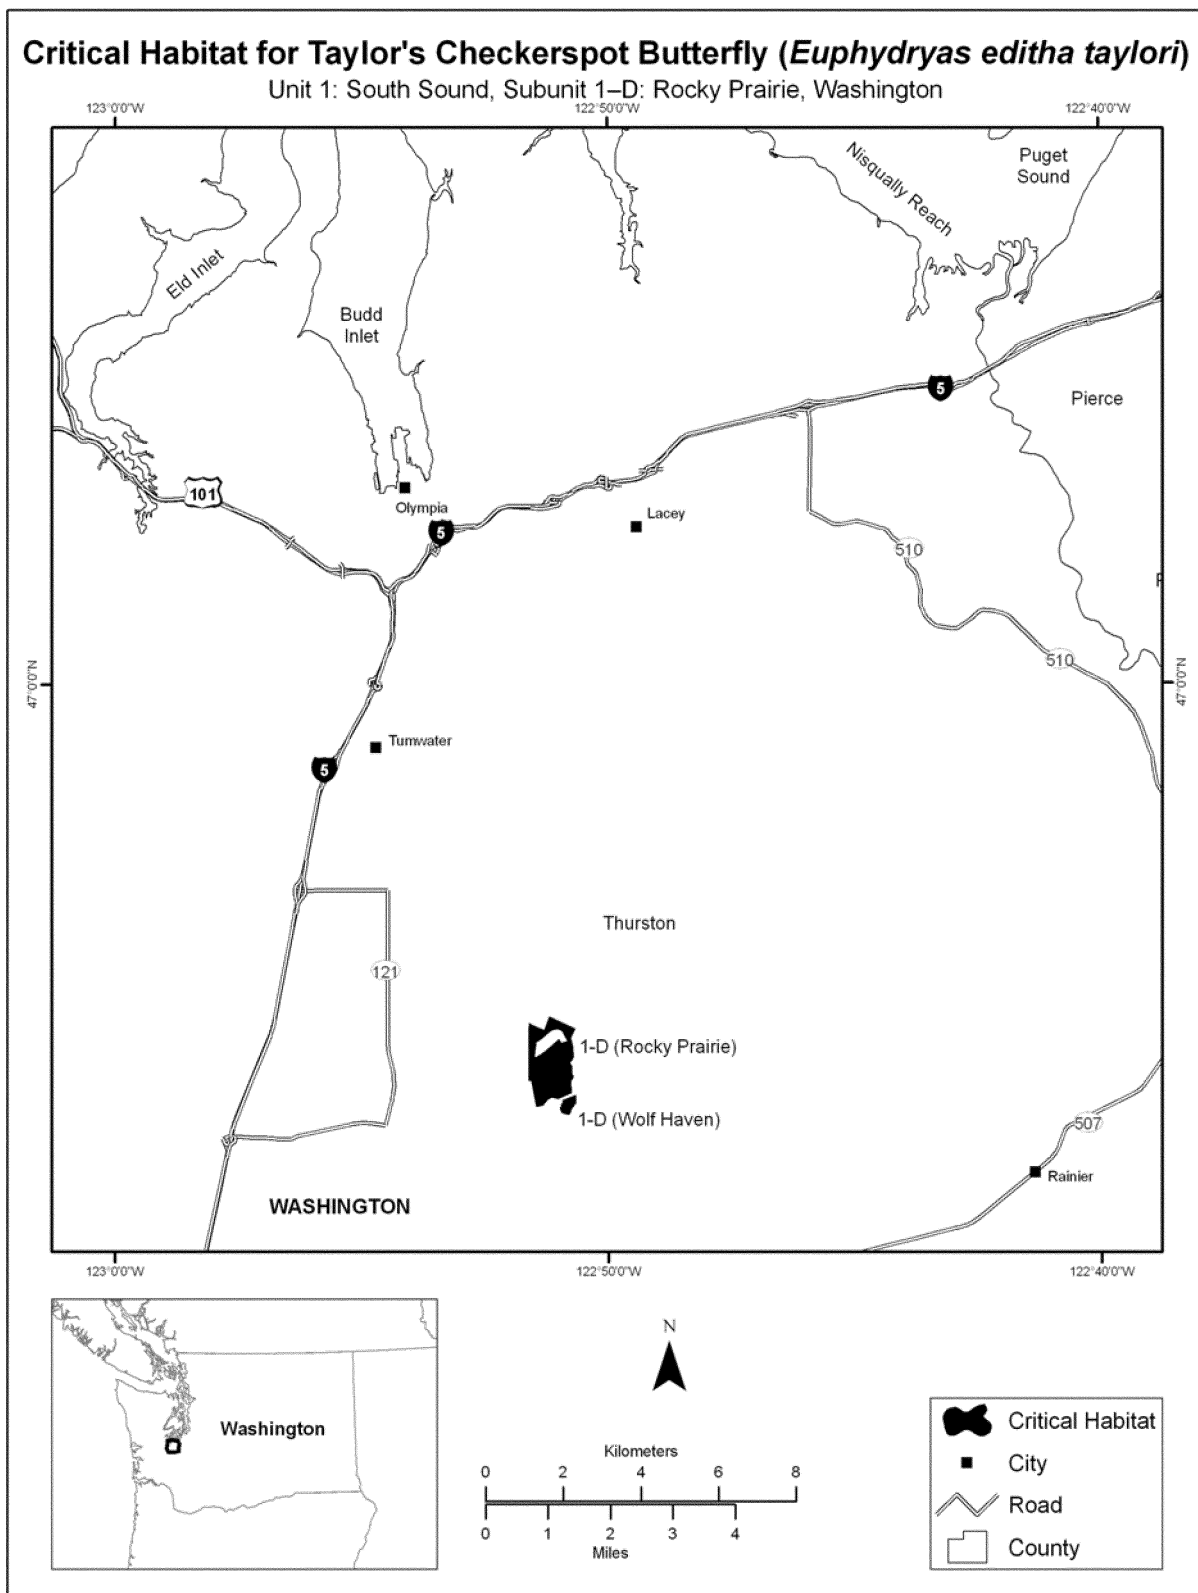 Critical Habitat for Taylor's Checkerspot Butterfly (Euphydryas editha taylori)
Unit 1: South Sound, Subunit 1–D: Rocky Prairie, Washington
123°0'0"W
122°50'0"W
122°40'0"W
Puget
Sound
Nisqually Reach
Eld Inlet
Budd
Inlet
5
Pierce
101
Olympia
5
Lacey
510
510
47°0'0"N
47°0'0"N
Tumwater
5
Thurston
121
1-D (Rocky Prairie)
1-D (Wolf Haven)
507
Rainier
WASHINGTON
123°0'0"W
122°50'0"W
122°40'0"W
Washington
N
Kilometers
0 2 4 6 8
0 1 2 3 4
Miles
Critical Habitat
City
Road
County